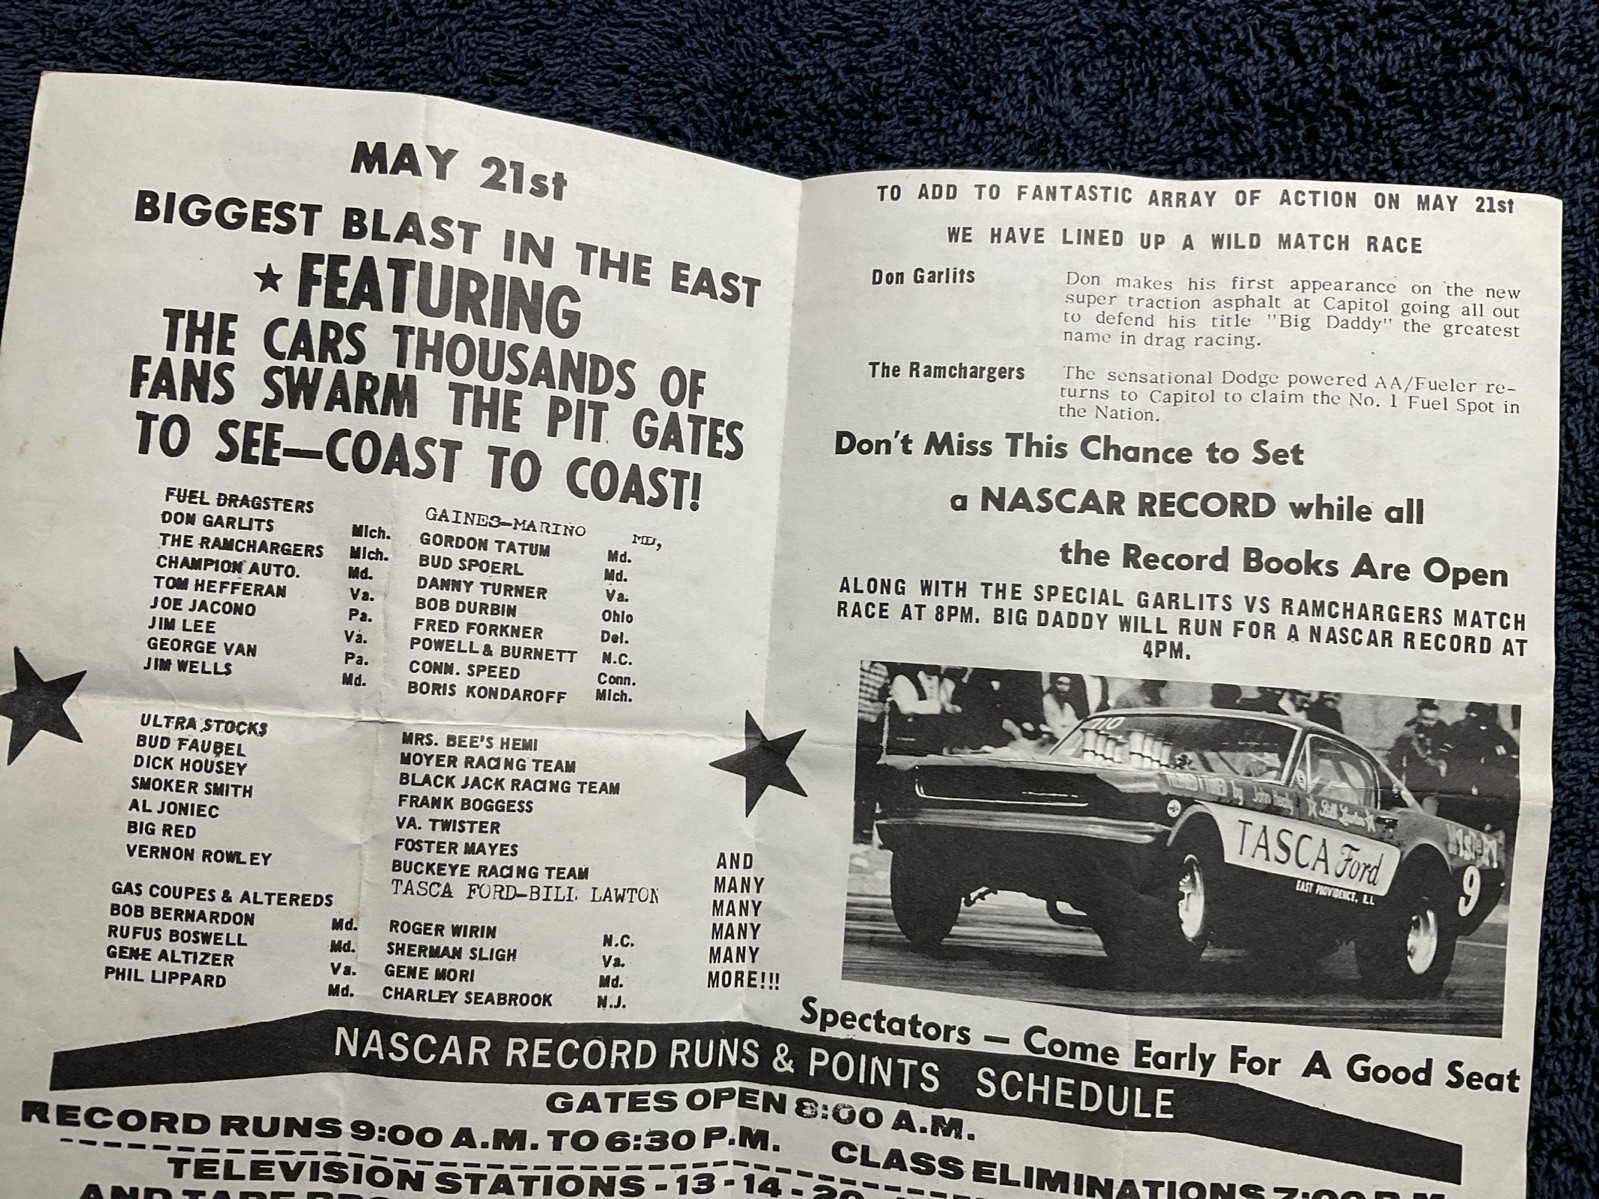 MAY 21st
BIGGEST BLAST IN THE EAST
★ FEATURING
THE CARS THOUSANDS OF
FANS SWARM THE PIT GATES
TO SEE—COAST TO COAST!
FUEL DRAGSTERS
DON GARLITS Mich.
THE RAMCHARGERS Mich.
CHAMPION AUTO. Md.
TOM HEFFERAN Va.
JOE JACONO Pa.
JIM LEE Va.
GEORGE VAN Pa.
JIM WELLS Md.
GAINES-MARINO MD,
GORDON TATUM Md.
BUD SPOERL Md.
DANNY TURNER Va.
BOB DURBIN Ohio
FRED FORKNER Del.
POWELL & BURNETT N.C.
CONN. SPEED Conn.
BORIS KONDAROFF Mich.
ULTRA STOCKS
BUD FAUBEL
DICK HOUSEY
SMOKER SMITH
AL JONIEC
BIG RED
VERNON ROWLEY
MRS. BEE'S HEMI
MOYER RACING TEAM
BLACK JACK RACING TEAM
FRANK BOGGESS
VA. TWISTER
FOSTER MAYES
BUCKEYE RACING TEAM
TASCA FORD-BILL LAWTON
GAS COUPES & ALTEREDS
BOB BERNARDON Md.
RUFUS BOSWELL Md.
GENE ALTIZER Va.
PHIL LIPPARD Md.
ROGER WIRIN N.C.
SHERMAN SLIGH Va.
GENE MORI Md.
CHARLEY SEABROOK N.J.
AND
MANY
MANY
MANY
MANY
MORE!!!
TO ADD TO FANTASTIC ARRAY OF ACTION ON MAY 21st
WE HAVE LINED UP A WILD MATCH RACE
Don Garlits
Don makes his first appearance on the new
super traction asphalt at Capitol going all out
to defend his title "Big Daddy" the greatest
name in drag racing.
The Ramchargers
The sensational Dodge powered AA/Fueler re-
turns to Capitol to claim the No. 1 Fuel Spot in
the Nation.
Don't Miss This Chance to Set
a NASCAR RECORD while all
the Record Books Are Open
ALONG WITH THE SPECIAL GARLITS VS RAMCHARGERS MATCH
RACE AT 8PM. BIG DADDY WILL RUN FOR A NASCAR RECORD AT
4PM.
by John Healy
Bill Lawton
TASCA Ford
EAST PROVIDENCE, R.I.
9
Spectators — Come Early For A Good Seat
NASCAR RECORD RUNS & POINTS SCHEDULE
GATES OPEN 8:00 A.M.
RECORD RUNS 9:00 A.M. TO 6:30 P.M.
CLASS ELIMINATIONS 7:00 P.M.
TELEVISION STATIONS - 13 - 14 - 20
AND TAPE